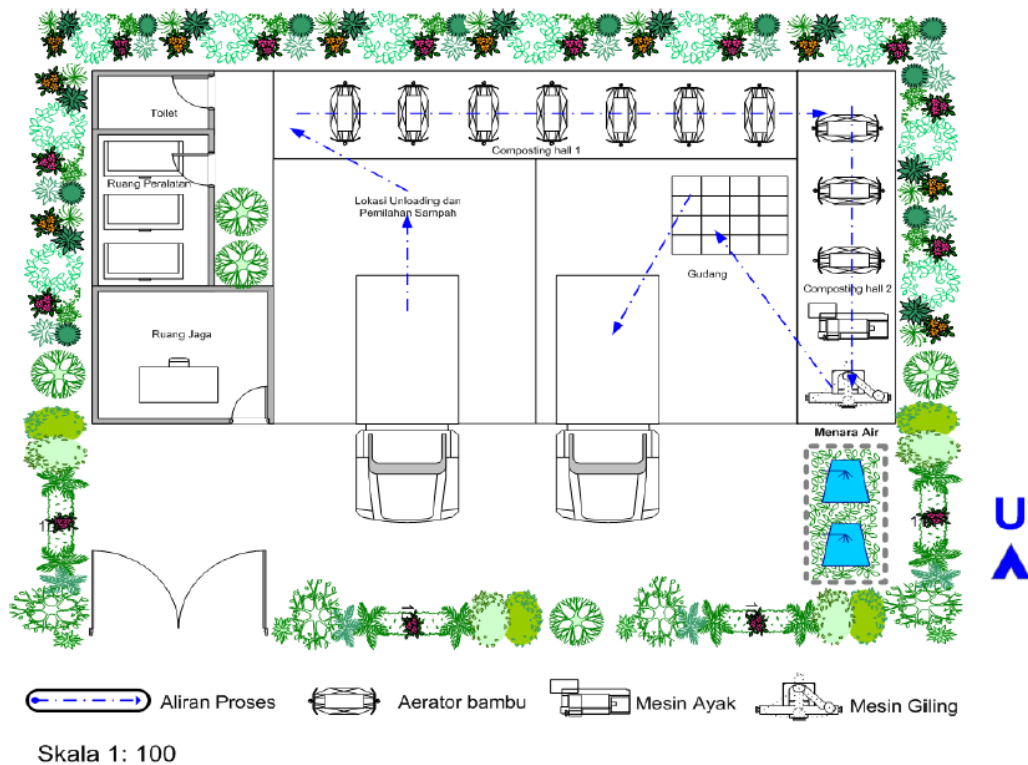 Toilet
Composting hall 1
Ruang Peralatan
Lokasi Unloading dan
Pemilahan Sampah
Gudang
Composting hall 2
Ruang Jaga
Menara Air
U
Aliran Proses
Aerator bambu
Mesin Ayak
Mesin Giling
Skala 1: 100